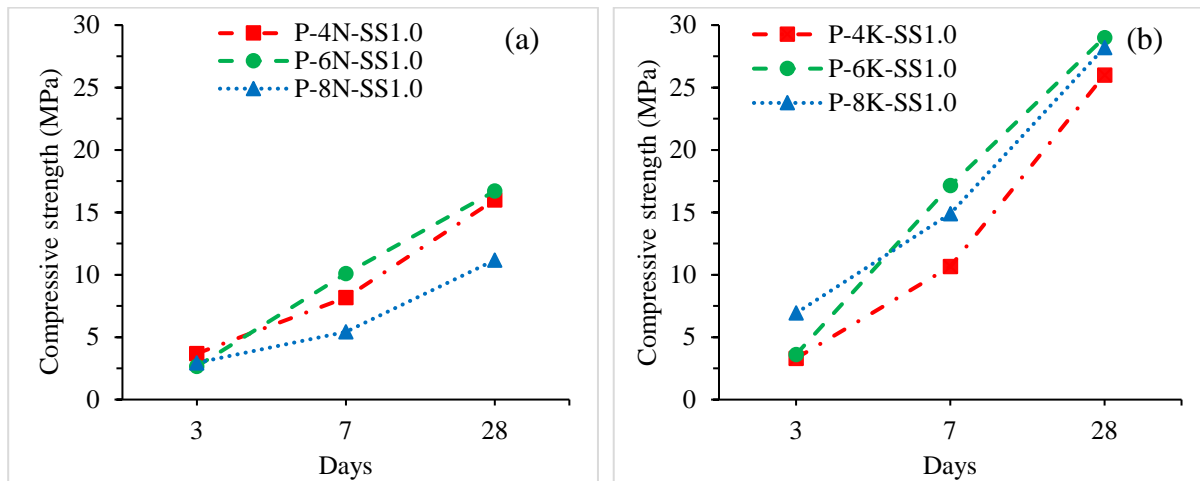 (a)
P-4N-SS1.0
P-6N-SS1.0
P-8N-SS1.0
Compressive strength (MPa)
30
25
20
15
10
5
0
3 7 28
Days
(b)
P-4K-SS1.0
P-6K-SS1.0
P-8K-SS1.0
Compressive strength (MPa)
30
25
20
15
10
5
0
3 7 28
Days